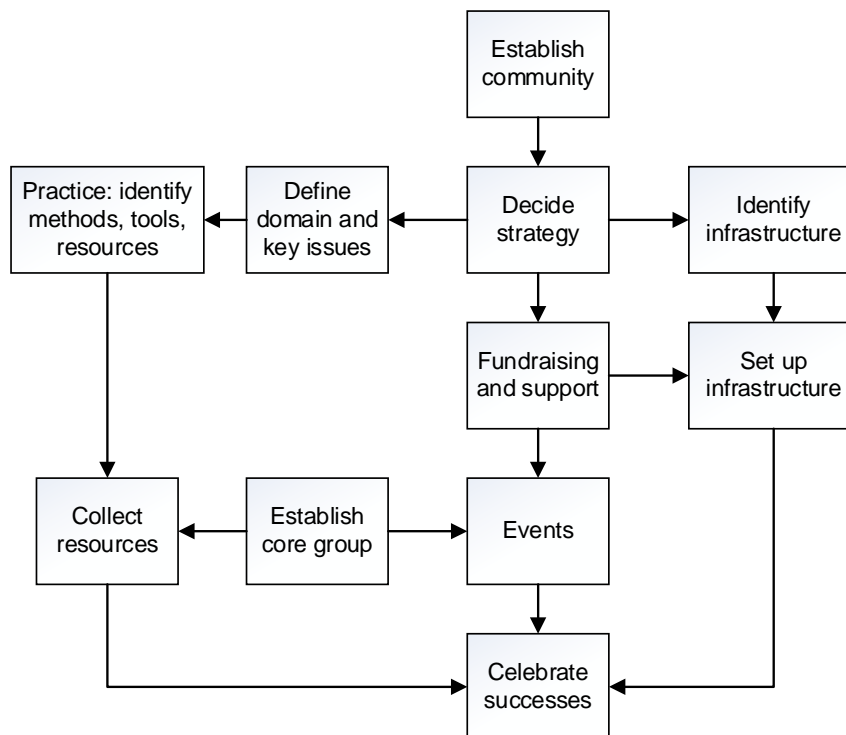 Establish
community
Practice: identify
methods, tools,
resources
Define
domain and
key issues
Decide
strategy
Identify
infrastructure
Fundraising
and support
Set up
infrastructure
Collect
resources
Establish
core group
Events
Celebrate
successes